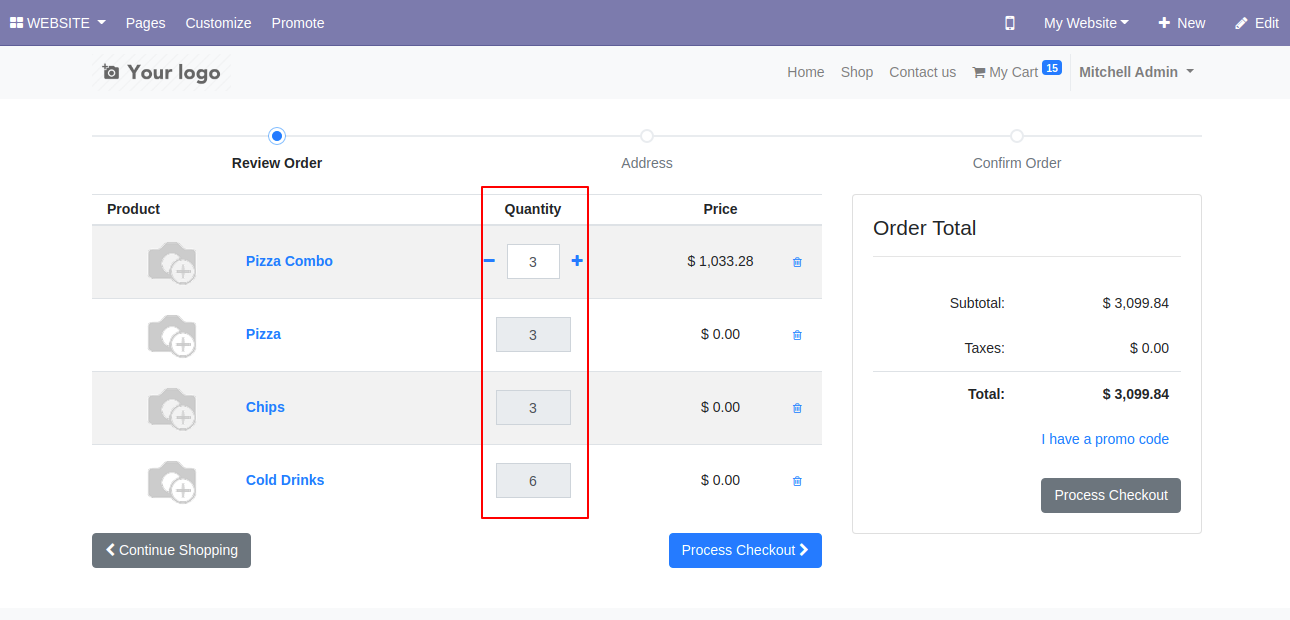 WEBSITE Pages Customize Promote My Website New Edit
Your logo Home Shop Contact us My Cart 15 Mitchell Admin
Review Order Address Confirm Order
Product Quantity Price
Pizza Combo 3 $ 1,033.28
Pizza 3 $ 0.00
Chips 3 $ 0.00
Cold Drinks 6 $ 0.00
Continue Shopping Process Checkout
Order Total
Subtotal: $ 3,099.84
Taxes: $ 0.00
Total: $ 3,099.84
I have a promo code
Process Checkout